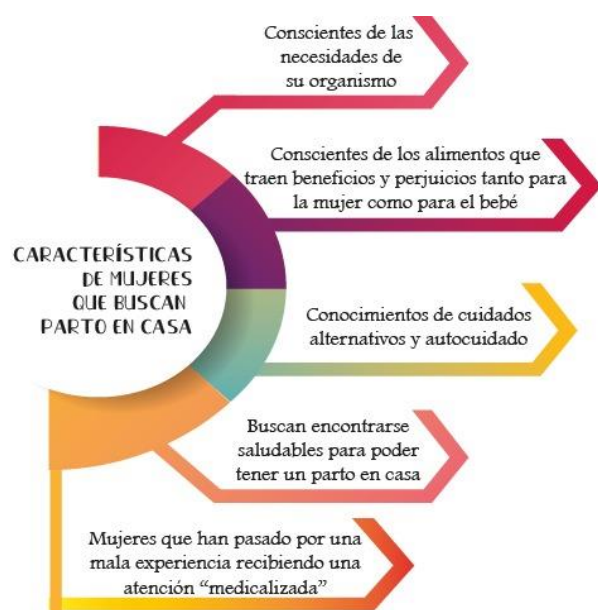 Conscientes de las
necesidades de
su organismo
Conscientes de los alimentos que
traen beneficios y perjuicios tanto para
la mujer como para el bebé
CARACTERÍSTICAS
DE MUJERES
QUE BUSCAN
PARTO EN CASA
Conocimientos de cuidados
alternativos y autocuidado
Buscan encontrarse
saludables para poder
tener un parto en casa
Mujeres que han pasado por una
mala experiencia recibiendo una
atención “medicalizada”